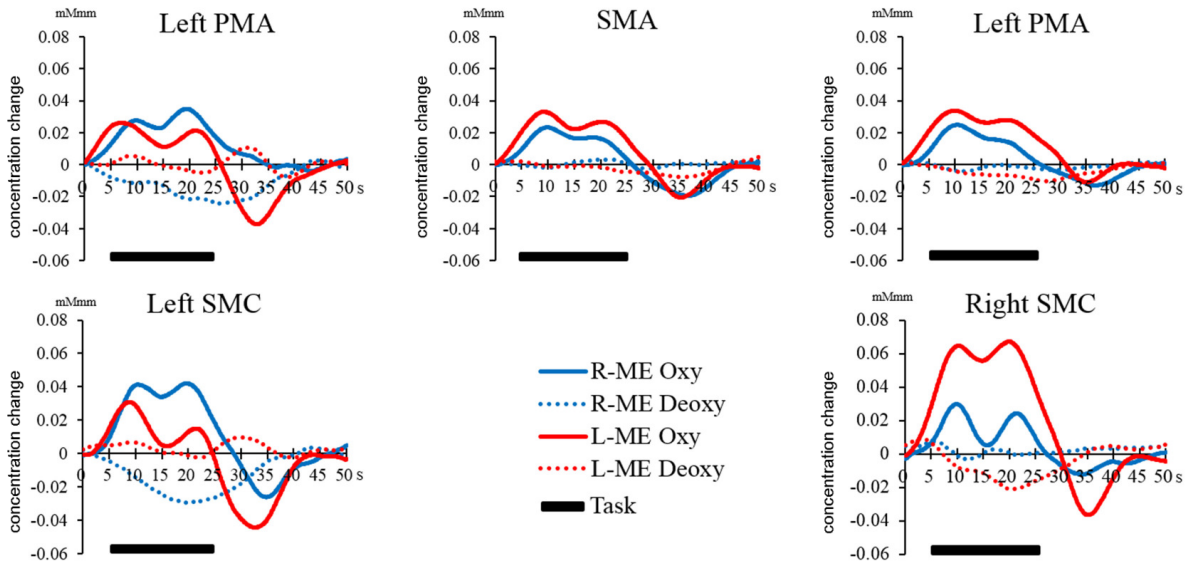 mMmm
Left PMA
concentration change
0.08
0.06
0.04
0.02
0
-0.02
-0.04
-0.06
0 5 10 15 20 25 30 35 40 45 50 s
SMA
concentration change
0.08
0.06
0.04
0.02
0
-0.02
-0.04
-0.06
0 5 10 15 20 25 30 35 40 45 50 s
mMmm
Left PMA
concentration change
0.08
0.06
0.04
0.02
0
-0.02
-0.04
-0.06
0 5 10 15 20 25 30 35 40 45 50 s
mMmm
Left SMC
concentration change
0.08
0.06
0.04
0.02
0
-0.02
-0.04
-0.06
0 5 10 15 20 25 30 35 40 45 50 s
R-ME Oxy
R-ME Deoxy
L-ME Oxy
L-ME Deoxy
Task
mMmm
Right SMC
concentration change
0.08
0.06
0.04
0.02
0
-0.02
-0.04
-0.06
0 5 10 15 20 25 30 35 40 45 50 s